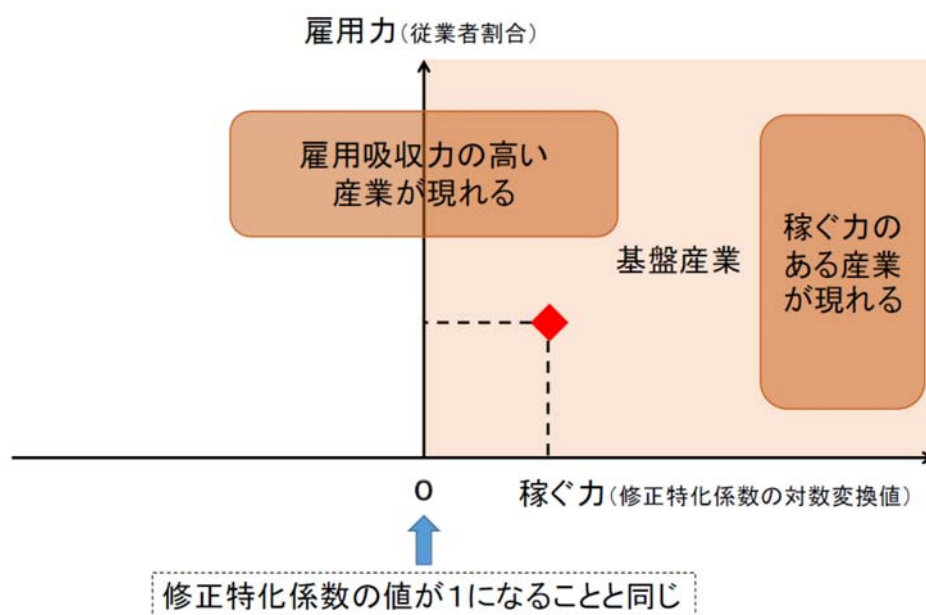 雇用力(従業者割合)
雇用吸収力の高い
産業が現れる
基盤産業
稼ぐ力の
ある産業
が現れる
0
稼ぐ力(修正特化係数の対数変換値)
修正特化係数の値が1になることと同じ